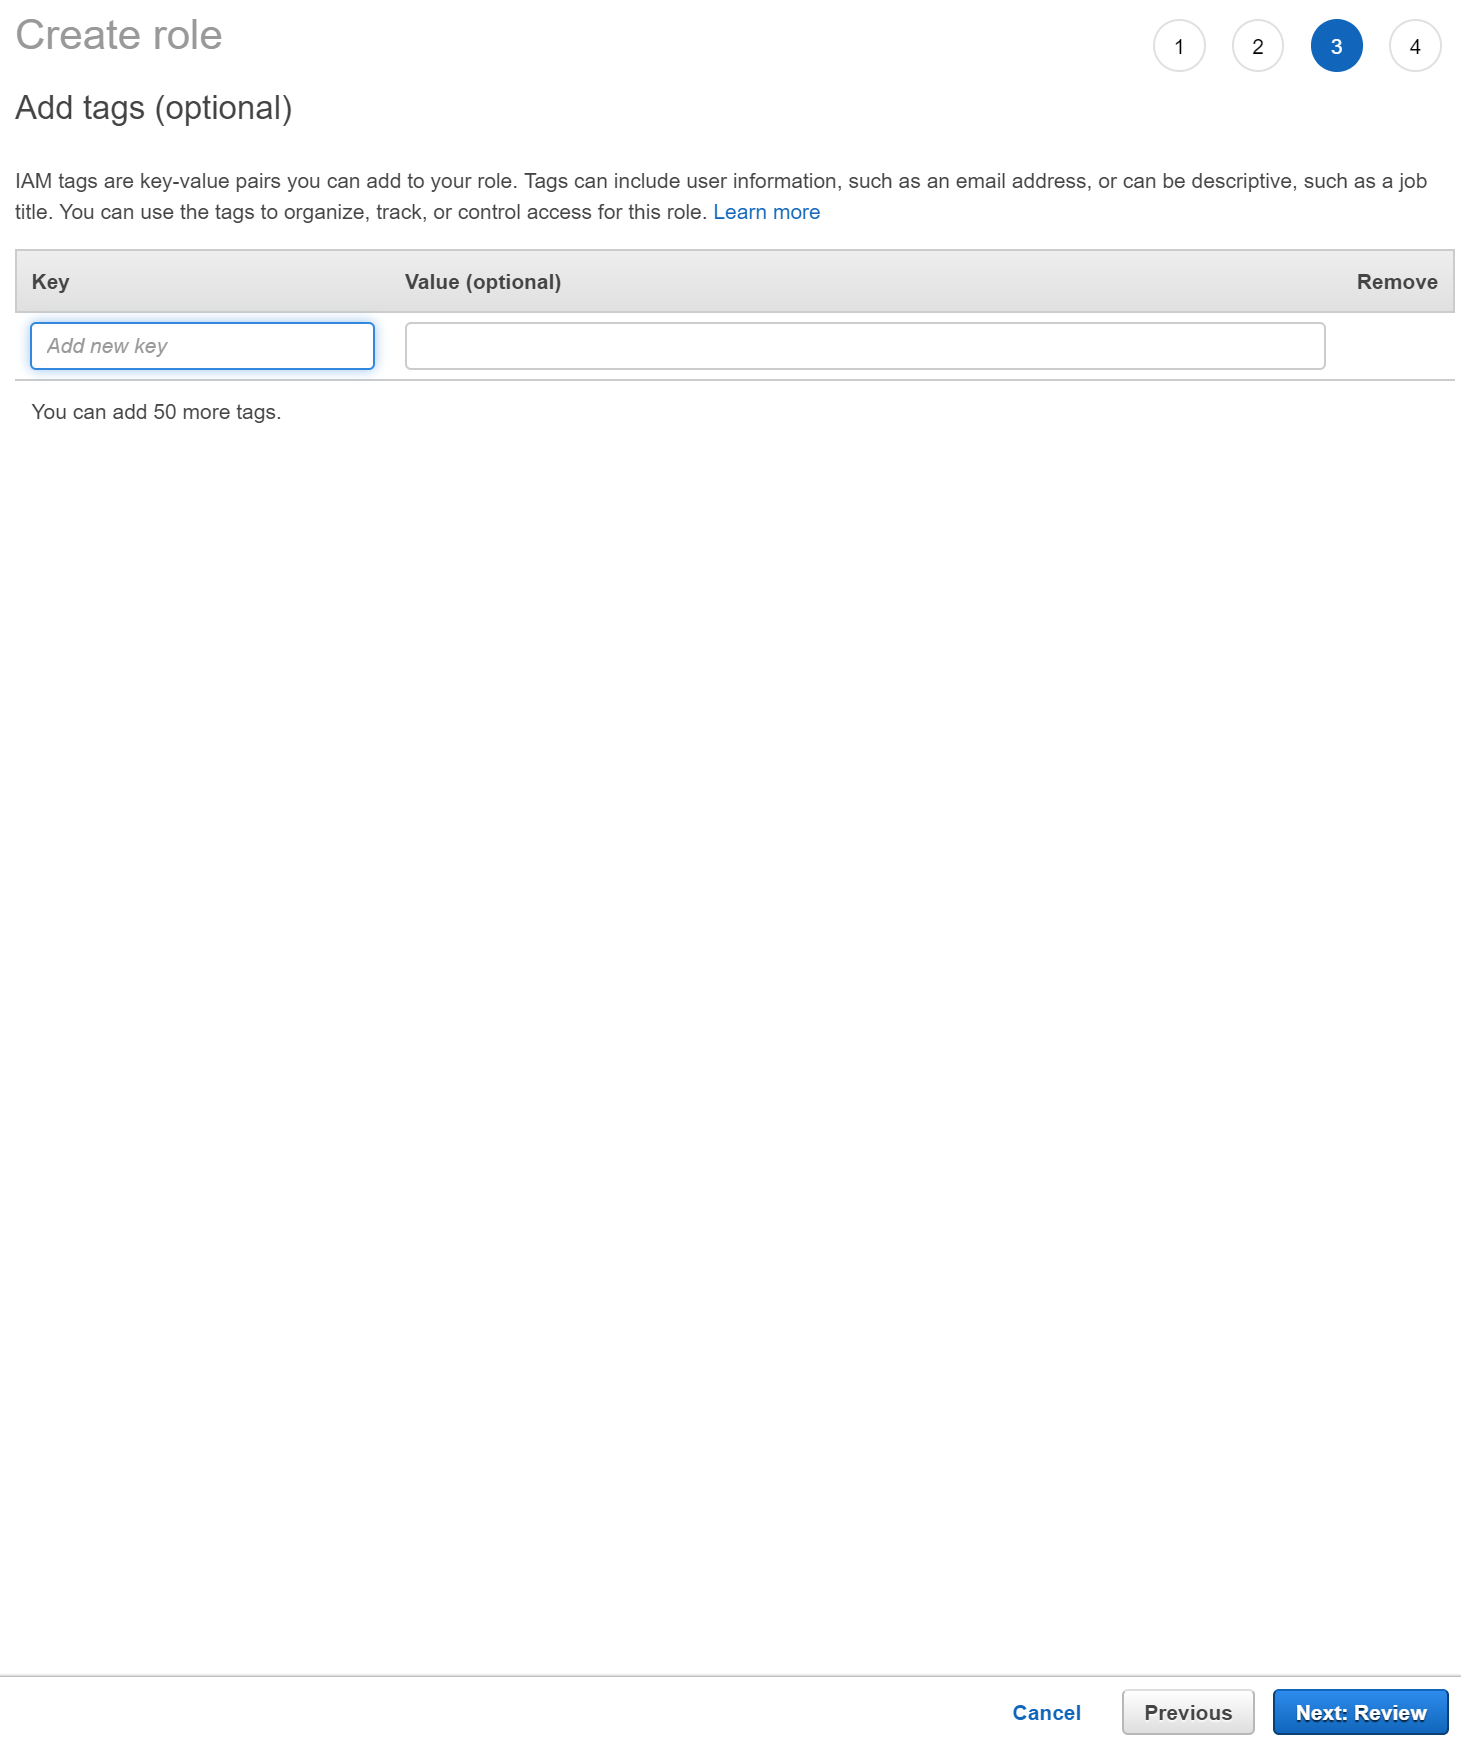 Create role
1 2 3 4
Add tags (optional)
IAM tags are key-value pairs you can add to your role. Tags can include user information, such as an email address, or can be descriptive, such as a job
title. You can use the tags to organize, track, or control access for this role. Learn more
Key Value (optional) Remove
Add new key
You can add 50 more tags.
Cancel Previous Next: Review